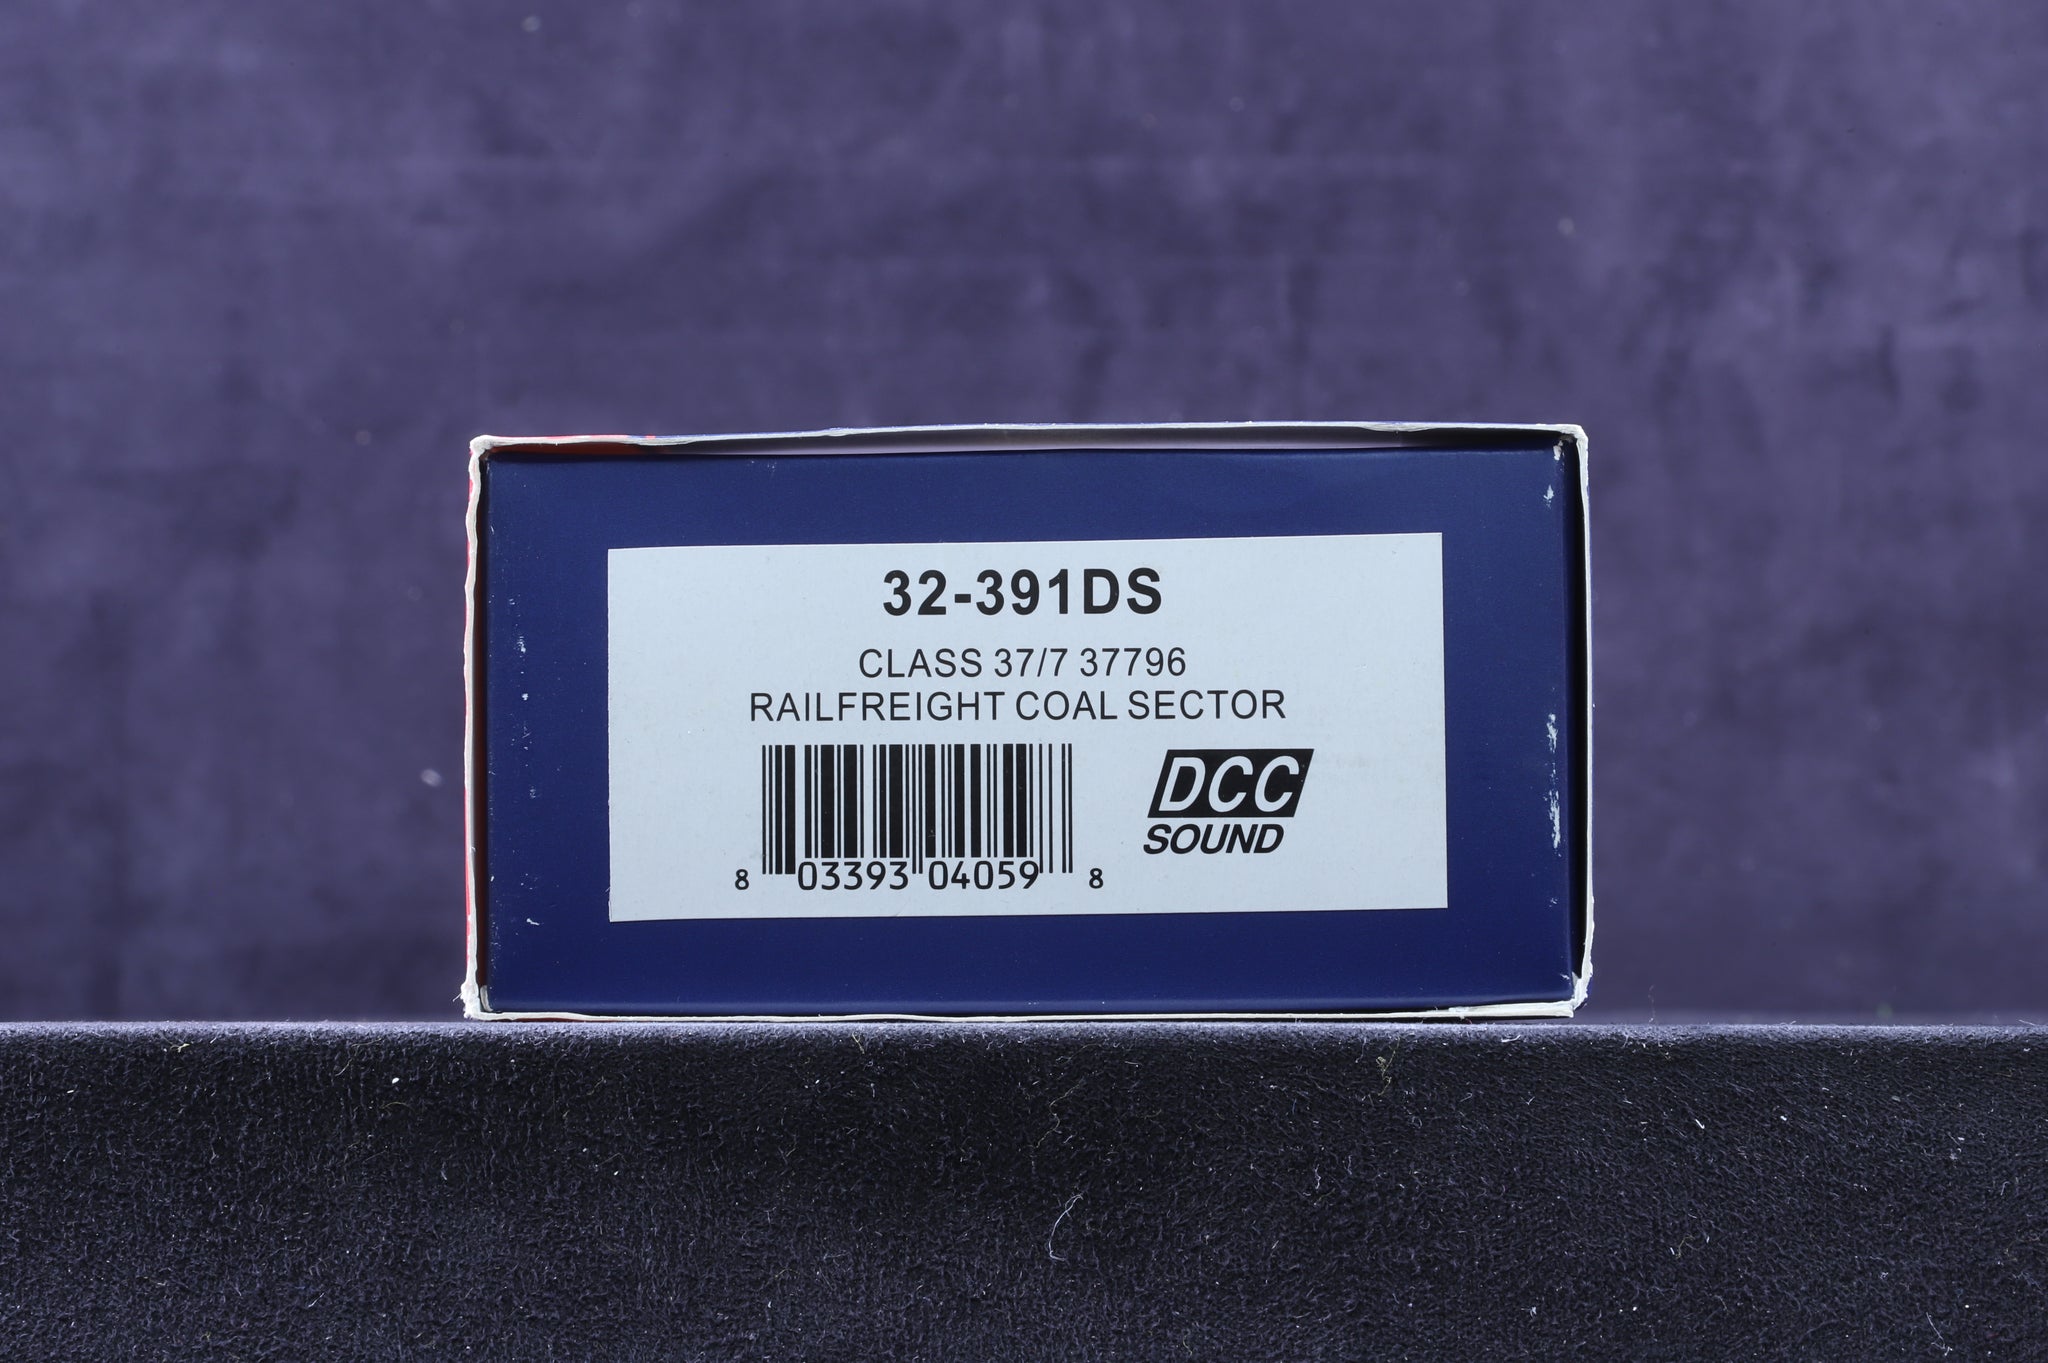 32-391DS
CLASS 37/7 37796
RAILFREIGHT COAL SECTOR
DCC
SOUND
8 03393 04059 8